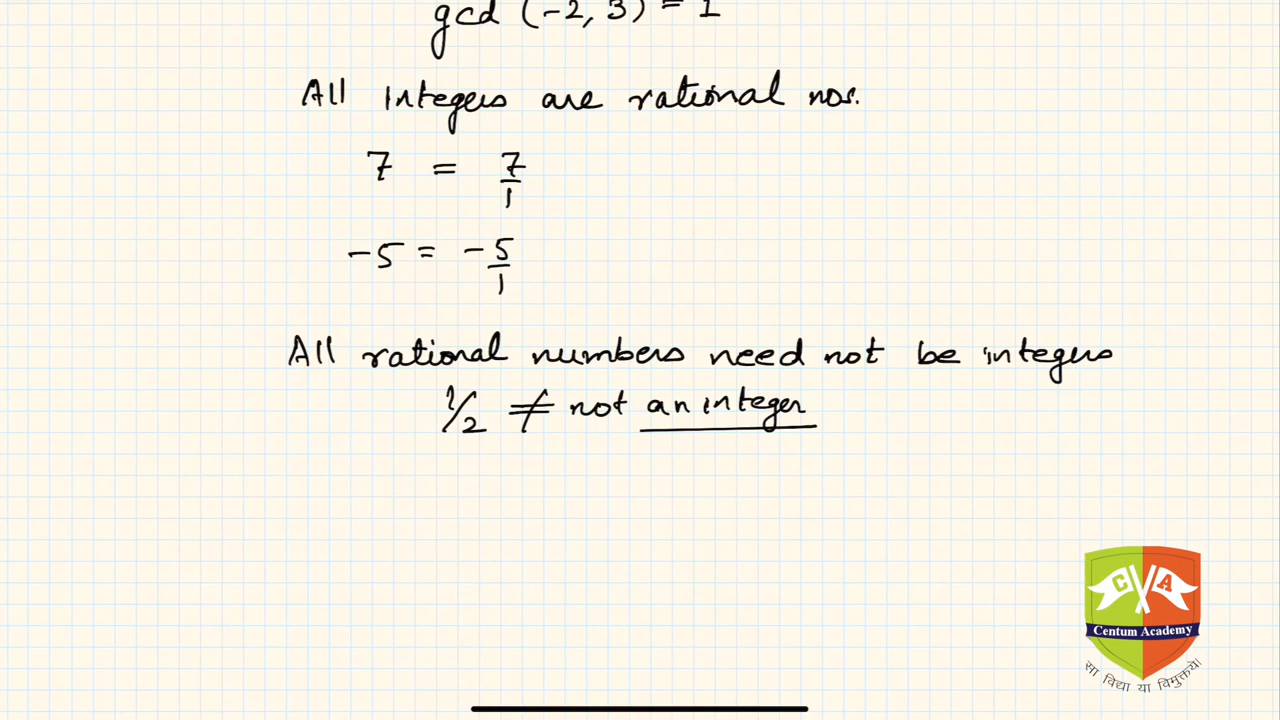 gcd (-2, 3) = 1
All integers are rational nos.
7 = 7/1
-5 = -5/1
All rational numbers need not be integers
1/2 ≠ not an integer
C A
Centum Academy
सा विद्या या विमुक्तये।